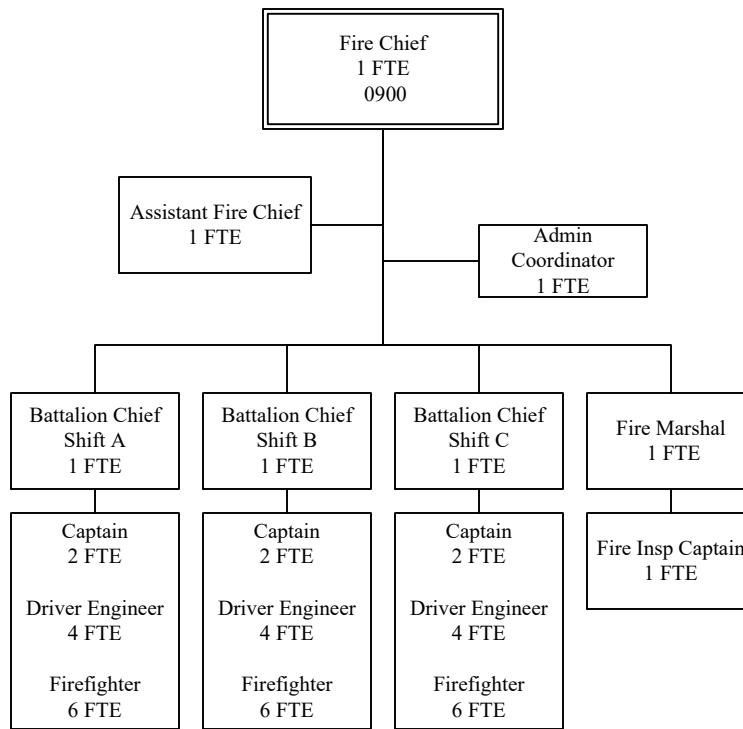 Fire Chief
1 FTE
0900
Assistant Fire Chief
1 FTE
Admin
Coordinator
1 FTE
Battalion Chief
Shift A
1 FTE
Battalion Chief
Shift B
1 FTE
Battalion Chief
Shift C
1 FTE
Fire Marshal
1 FTE
Captain
2 FTE
Driver Engineer
4 FTE
Firefighter
6 FTE
Captain
2 FTE
Driver Engineer
4 FTE
Firefighter
6 FTE
Captain
2 FTE
Driver Engineer
4 FTE
Firefighter
6 FTE
Fire Insp Captain
1 FTE